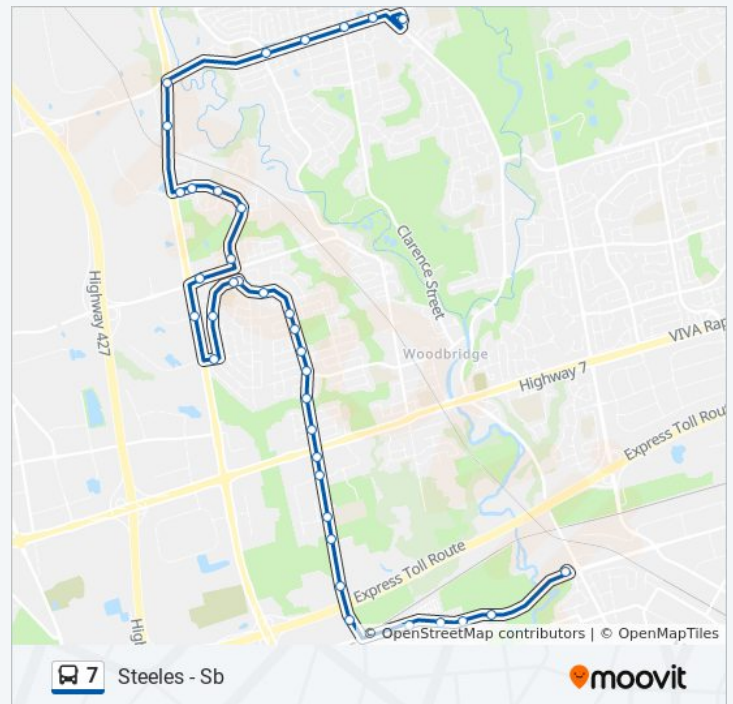 Clarence Street
Highway 427
Woodbridge
VIVA Rap
Highway 7
Express Toll Rout
Express Toll Route
High
© OpenStreetMap contributors | © OpenMapTiles
7 Steeles - Sb
moovit